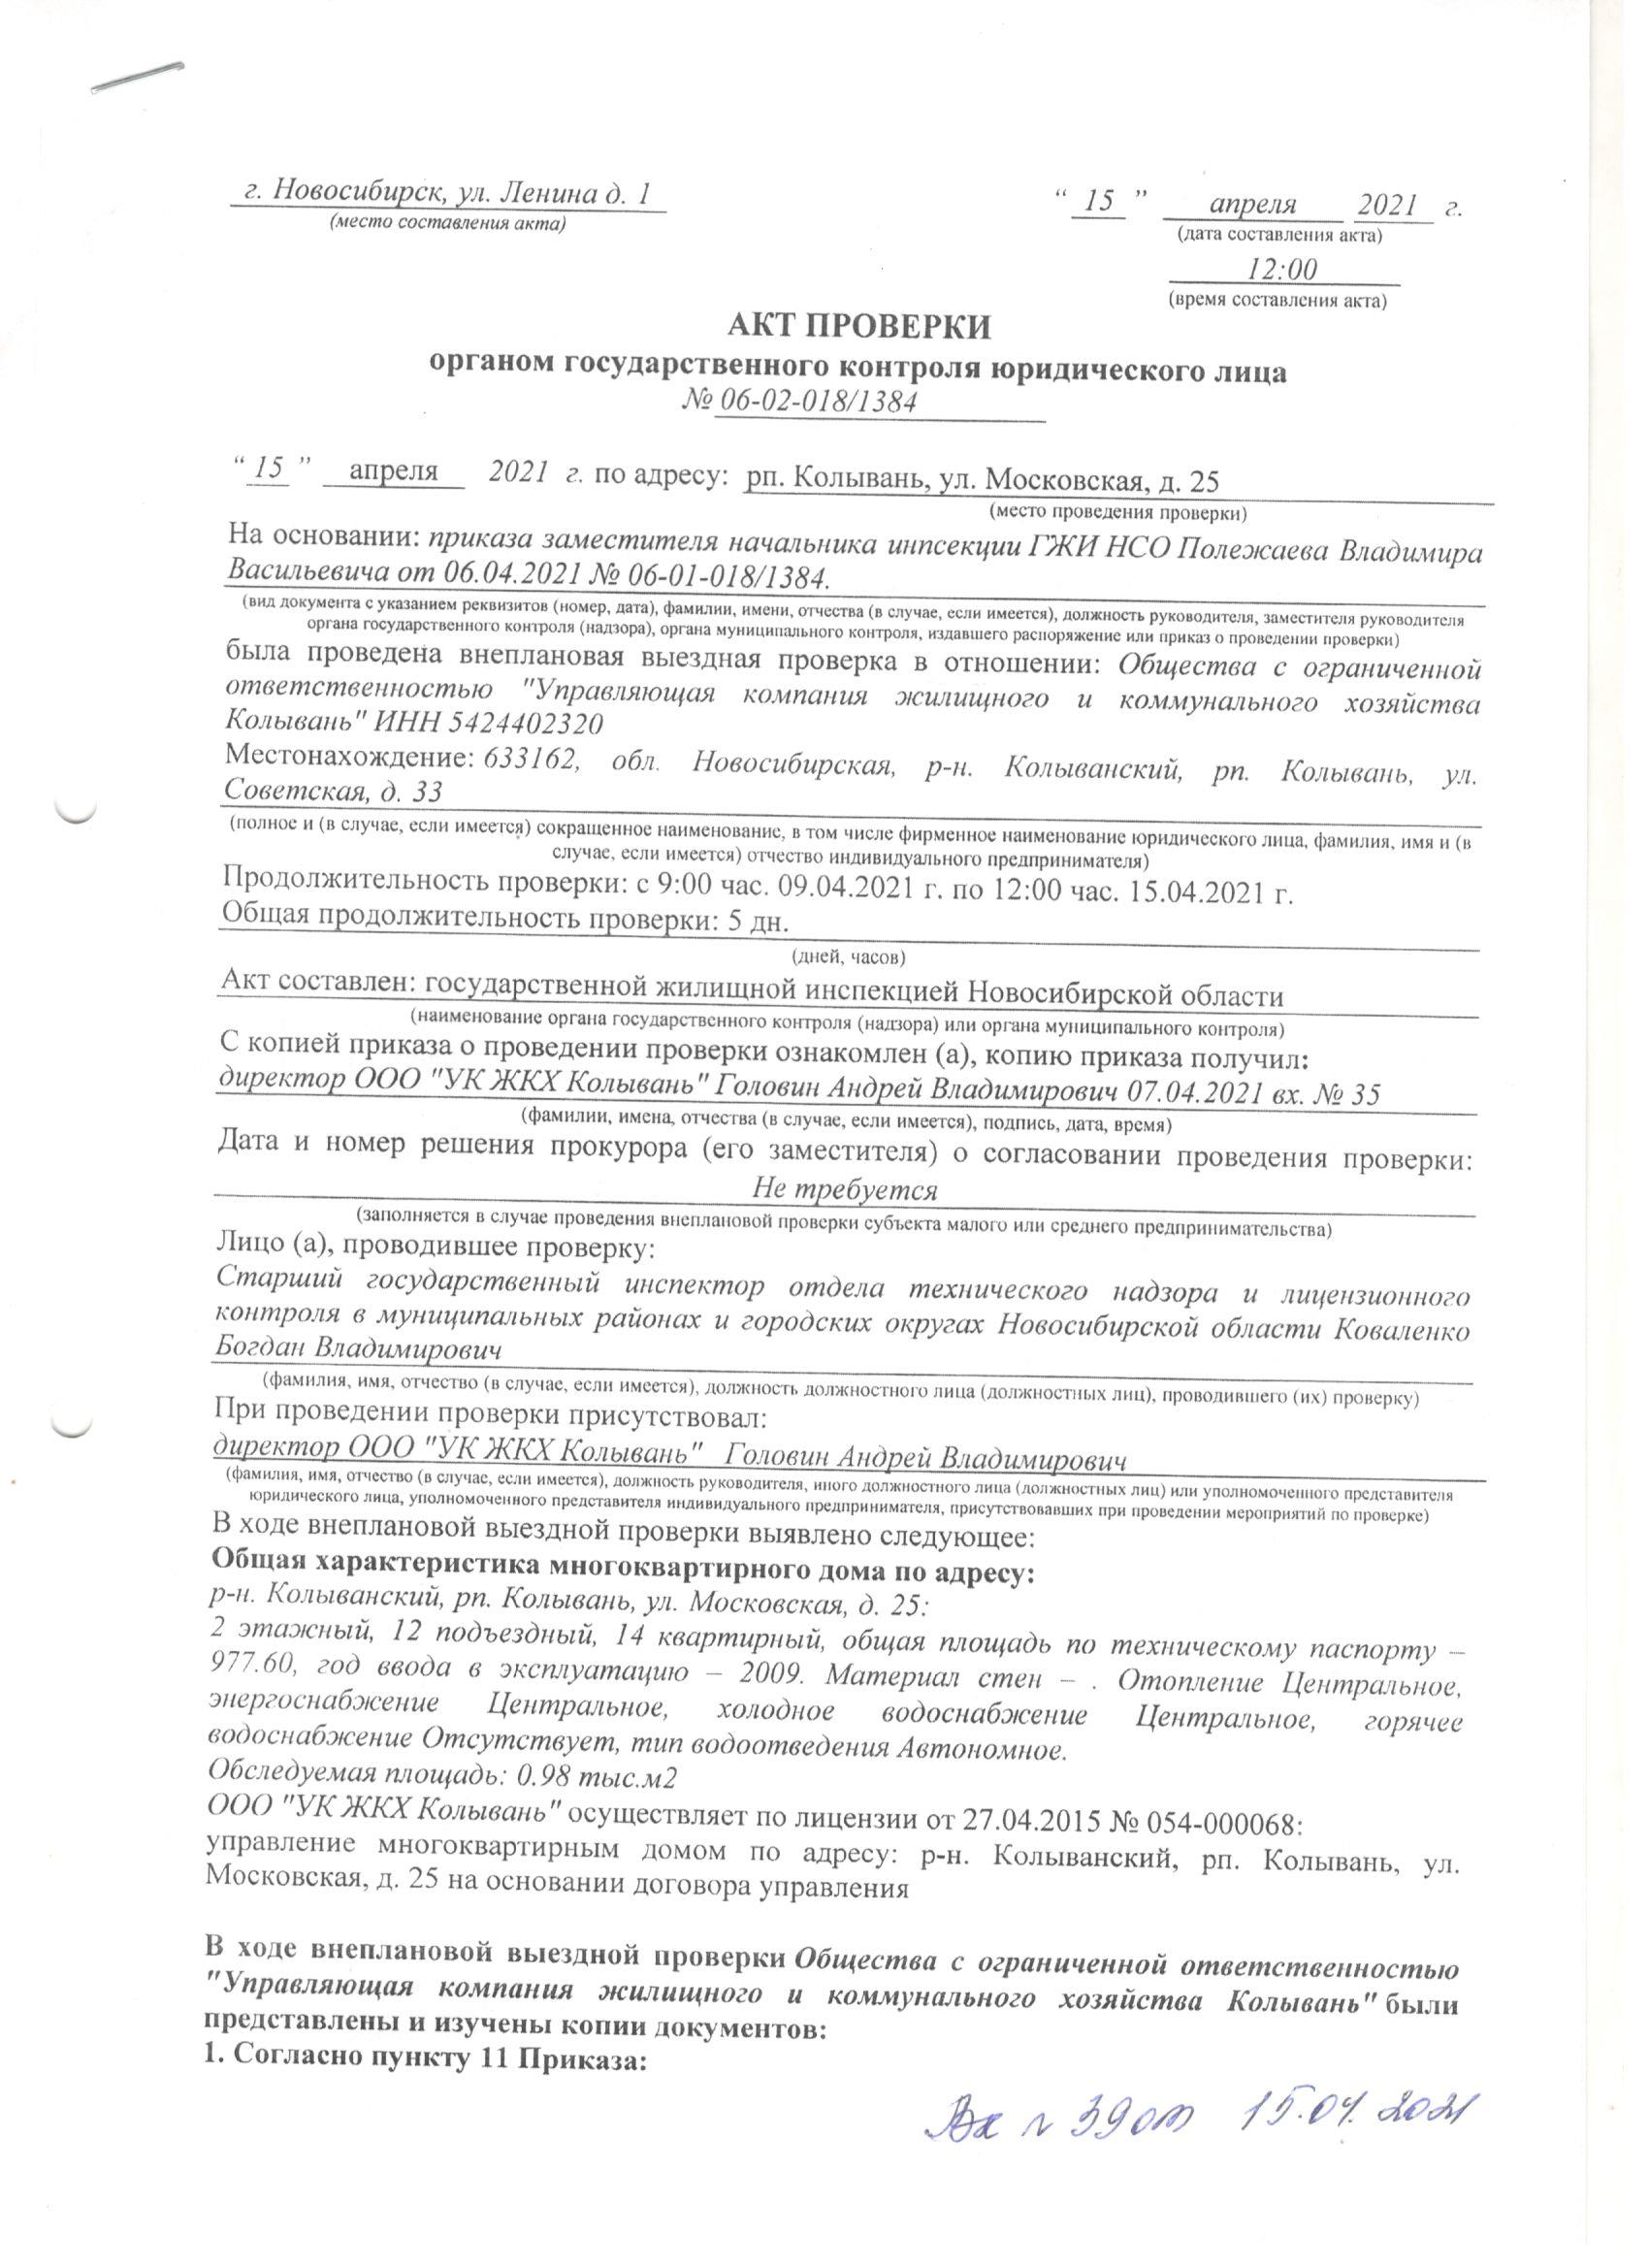 г. Новосибирск, ул. Ленина д. 1
(место составления акта)
“ 15 ” апреля 2021 г.
(дата составления акта)
12:00
(время составления акта)
АКТ ПРОВЕРКИ
органом государственного контроля юридического лица
№ 06-02-018/1384
“ 15 ” апреля 2021 г. по адресу: рп. Колывань, ул. Московская, д. 25
(место проведения проверки)
На основании: приказа заместителя начальника иннсекции ГЖИ НСО Полежаева Владимира
Васильевича от 06.04.2021 № 06-01-018/1384.
(вид документа с указанием реквизитов (номер, дата), фамилии, имени, отчества (в случае, если имеется), должность руководителя, заместителя руководителя
органа государственного контроля (надзора), органа муниципального контроля, издавшего распоряжение или приказ о проведении проверки)
была проведена внеплановая выездная проверка в отношении: Общества с ограниченной
ответственностью "Управляющая компания жилищного и коммунального хозяйства
Колывань" ИНН 5424402320
Местонахождение: 633162, обл. Новосибирская, р-н. Колыванский, рп. Колывань, ул.
Советская, д. 33
(полное и (в случае, если имеется) сокращенное наименование, в том числе фирменное наименование юридического лица, фамилия, имя и (в
случае, если имеется) отчество индивидуального предпринимателя)
Продолжительность проверки: с 9:00 час. 09.04.2021 г. по 12:00 час. 15.04.2021 г.
Общая продолжительность проверки: 5 дн.
(дней, часов)
Акт составлен: государственной жилищной инспекцией Новосибирской области
(наименование органа государственного контроля (надзора) или органа муниципального контроля)
С копией приказа о проведении проверки ознакомлен (а), копию приказа получил:
директор ООО "УК ЖКХ Колывань" Головин Андрей Владимирович 07.04.2021 вх. № 35
(фамилии, имена, отчества (в случае, если имеется), подпись, дата, время)
Дата и номер решения прокурора (его заместителя) о согласовании проведения проверки:
Не требуется
(заполняется в случае проведения внеплановой проверки субъекта малого или среднего предпринимательства)
Лицо (а), проводившее проверку:
Старший государственный инспектор отдела технического надзора и лицензионного
контроля в муниципальных районах и городских округах Новосибирской области Коваленко
Богдан Владимирович
(фамилия, имя, отчество (в случае, если имеется), должность должностного лица (должностных лиц), проводившего (их) проверку)
При проведении проверки присутствовал:
директор ООО "УК ЖКХ Колывань" Головин Андрей Владимирович
(фамилия, имя, отчество (в случае, если имеется), должность руководителя, иного должностного лица (должностных лиц) или уполномоченного представителя
юридического лица, уполномоченного представителя индивидуального предпринимателя, присутствовавших при проведении мероприятий по проверке)
В ходе внеплановой выездной проверки выявлено следующее:
Общая характеристика многоквартирного дома по адресу:
р-н. Колыванский, рп. Колывань, ул. Московская, д. 25:
2 этажный, 12 подъездный, 14 квартирный, общая площадь по техническому паспорту –
977.60, год ввода в эксплуатацию – 2009. Материал стен – . Отопление Центральное,
энергоснабжение Центральное, холодное водоснабжение Центральное, горячее
водоснабжение Отсутствует, тип водоотведения Автономное.
Обследуемая площадь: 0.98 тыс.м2
ООО "УК ЖКХ Колывань" осуществляет по лицензии от 27.04.2015 № 054-000068:
управление многоквартирным домом по адресу: р-н. Колыванский, рп. Колывань, ул.
Московская, д. 25 на основании договора управления
В ходе внеплановой выездной проверки Общества с ограниченной ответственностью
"Управляющая компания жилищного и коммунального хозяйства Колывань" были
представлены и изучены копии документов:
1. Согласно пункту 11 Приказа:
Вх № 39 от 15.04.2021